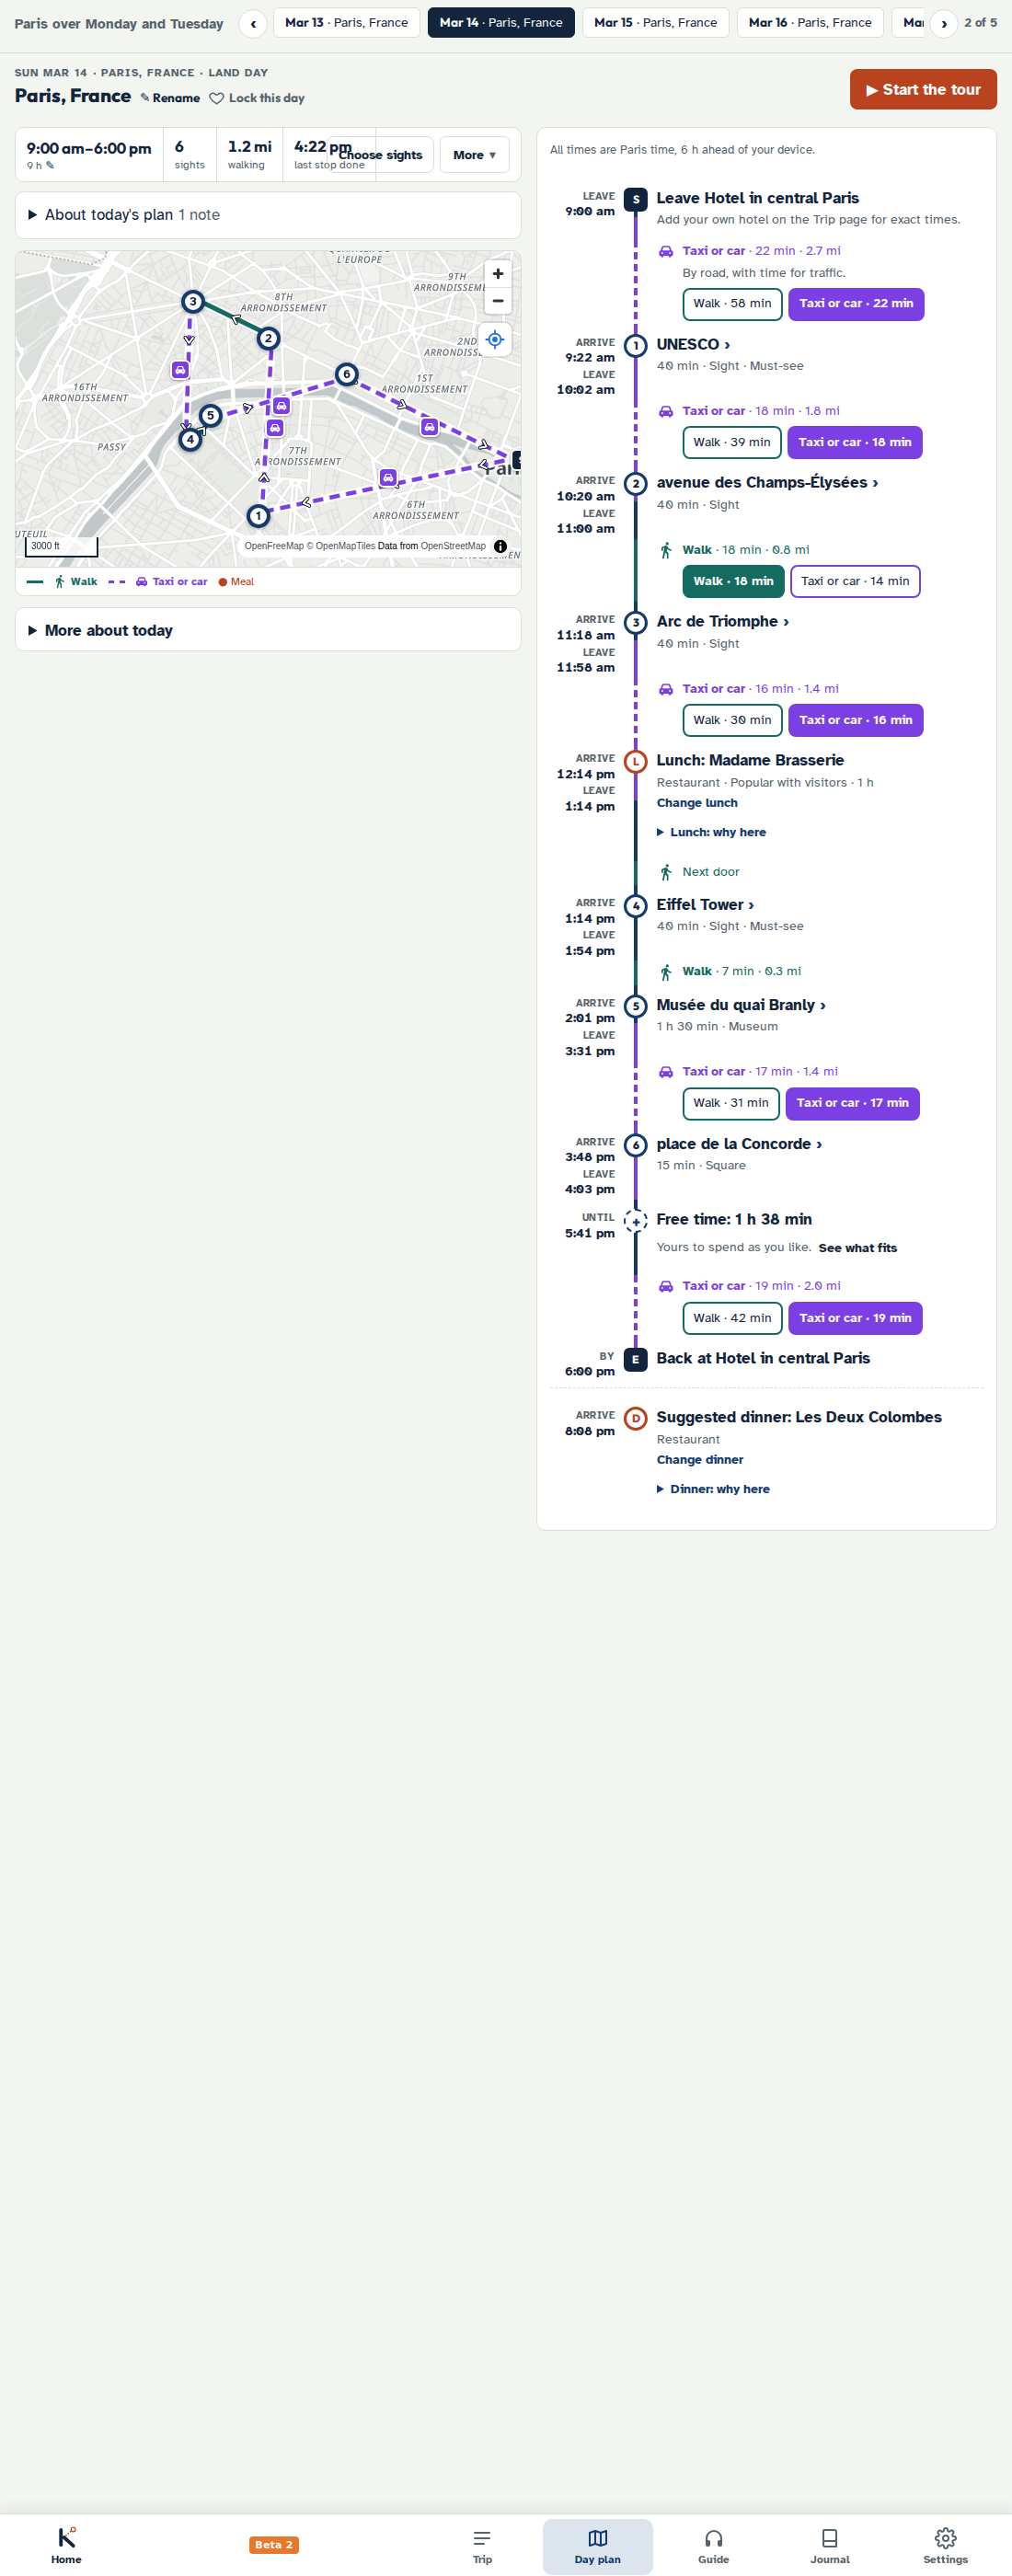 Paris over Monday and Tuesday
‹
Mar 13 · Paris, France
Mar 14 · Paris, France
Mar 15 · Paris, France
Mar 16 · Paris, France
›
2 of 5
SUN MAR 14 · PARIS, FRANCE · LAND DAY
Paris, France
✎ Rename
Lock this day
▶ Start the tour
9:00 am–6:00 pm
9 h ✎
6
sights
1.2 mi
walking
4:22 pm
last stop done
Choose sights
More ▾
▶ About today's plan 1 note
L'EUROPE
9TH
8TH
ARRONDISSEMENT
2ND
16TH
ARRONDISSEMENT
1ST
ARRONDISSEMENT
PASSY
7TH
6TH
ARRONDISSEMENT
3
2
6
5
4
1
+
−
3000 ft
OpenFreeMap © OpenMapTiles Data from OpenStreetMap
Walk
Taxi or car
Meal
▶ More about today
All times are Paris time, 6 h ahead of your device.
LEAVE
9:00 am
S
Leave Hotel in central Paris
Add your own hotel on the Trip page for exact times.
Taxi or car · 22 min · 2.7 mi
By road, with time for traffic.
Walk · 58 min
Taxi or car · 22 min
ARRIVE
9:22 am
LEAVE
10:02 am
1
UNESCO ›
40 min · Sight · Must-see
Taxi or car · 18 min · 1.8 mi
Walk · 39 min
Taxi or car · 18 min
ARRIVE
10:20 am
LEAVE
11:00 am
2
avenue des Champs-Élysées ›
40 min · Sight
Walk · 18 min · 0.8 mi
Walk · 18 min
Taxi or car · 14 min
ARRIVE
11:18 am
LEAVE
11:58 am
3
Arc de Triomphe ›
40 min · Sight
Taxi or car · 16 min · 1.4 mi
Walk · 30 min
Taxi or car · 16 min
ARRIVE
12:14 pm
LEAVE
1:14 pm
L
Lunch: Madame Brasserie
Restaurant · Popular with visitors · 1 h
Change lunch
▶ Lunch: why here
Next door
ARRIVE
1:14 pm
LEAVE
1:54 pm
4
Eiffel Tower ›
40 min · Sight · Must-see
Walk · 7 min · 0.3 mi
ARRIVE
2:01 pm
LEAVE
3:31 pm
5
Musée du quai Branly ›
1 h 30 min · Museum
Taxi or car · 17 min · 1.4 mi
Walk · 31 min
Taxi or car · 17 min
ARRIVE
3:48 pm
LEAVE
4:03 pm
6
place de la Concorde ›
15 min · Square
UNTIL
5:41 pm
+
Free time: 1 h 38 min
Yours to spend as you like. See what fits
Taxi or car · 19 min · 2.0 mi
Walk · 42 min
Taxi or car · 19 min
BY
6:00 pm
E
Back at Hotel in central Paris
ARRIVE
8:08 pm
D
Suggested dinner: Les Deux Colombes
Restaurant
Change dinner
▶ Dinner: why here
Home
Beta 2
Trip
Day plan
Guide
Journal
Settings